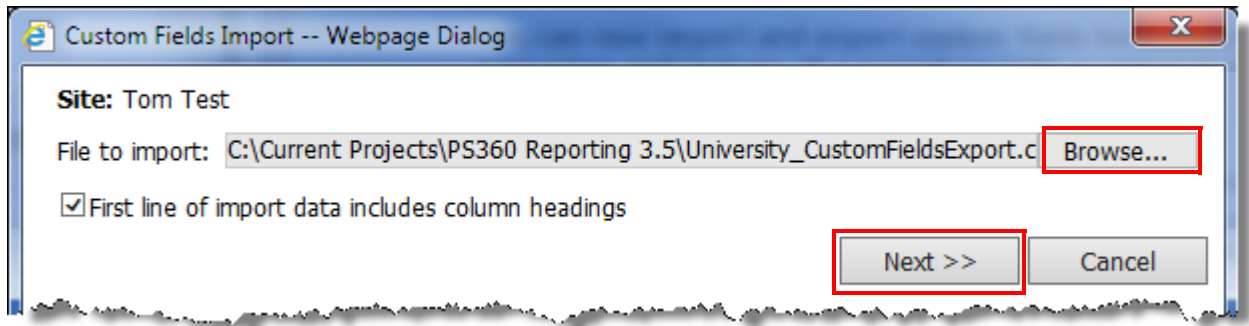 Custom Fields Import -- Webpage Dialog
Site: Tom Test
File to import: C:\Current Projects\PS360 Reporting 3.5\University_CustomFieldsExport.c Browse...
First line of import data includes column headings
Next >> Cancel